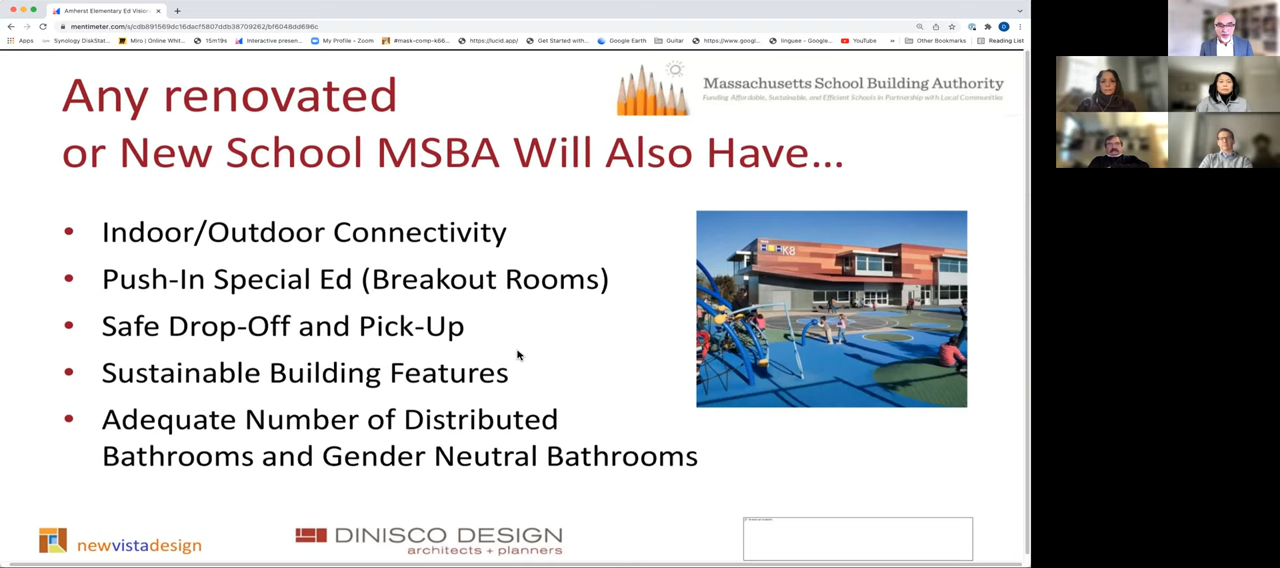 Amherst Elementary Ed Vision
mentimeter.com/s/cdb891569dc16dacf5807ddb38709262/bf6048dd696c
Apps
Synology DiskStat...
Miro | Online Whit...
15m19s
Interactive presen...
My Profile - Zoom
#mask-comp-k66...
https://lucid.app/
Get Started with...
Google Earth
Guitar
https://www.googl...
linguee - Google...
YouTube
»
Other Bookmarks
Reading List
Any renovated
or New School MSBA Will Also Have...
Massachusetts School Building Authority
Funding Affordable, Sustainable, and Efficient Schools in Partnership with Local Communities
• Indoor/Outdoor Connectivity
• Push-In Special Ed (Breakout Rooms)
• Safe Drop-Off and Pick-Up
• Sustainable Building Features
• Adequate Number of Distributed
Bathrooms and Gender Neutral Bathrooms
K8
newvistadesign
DINISCO DESIGN
architects + planners